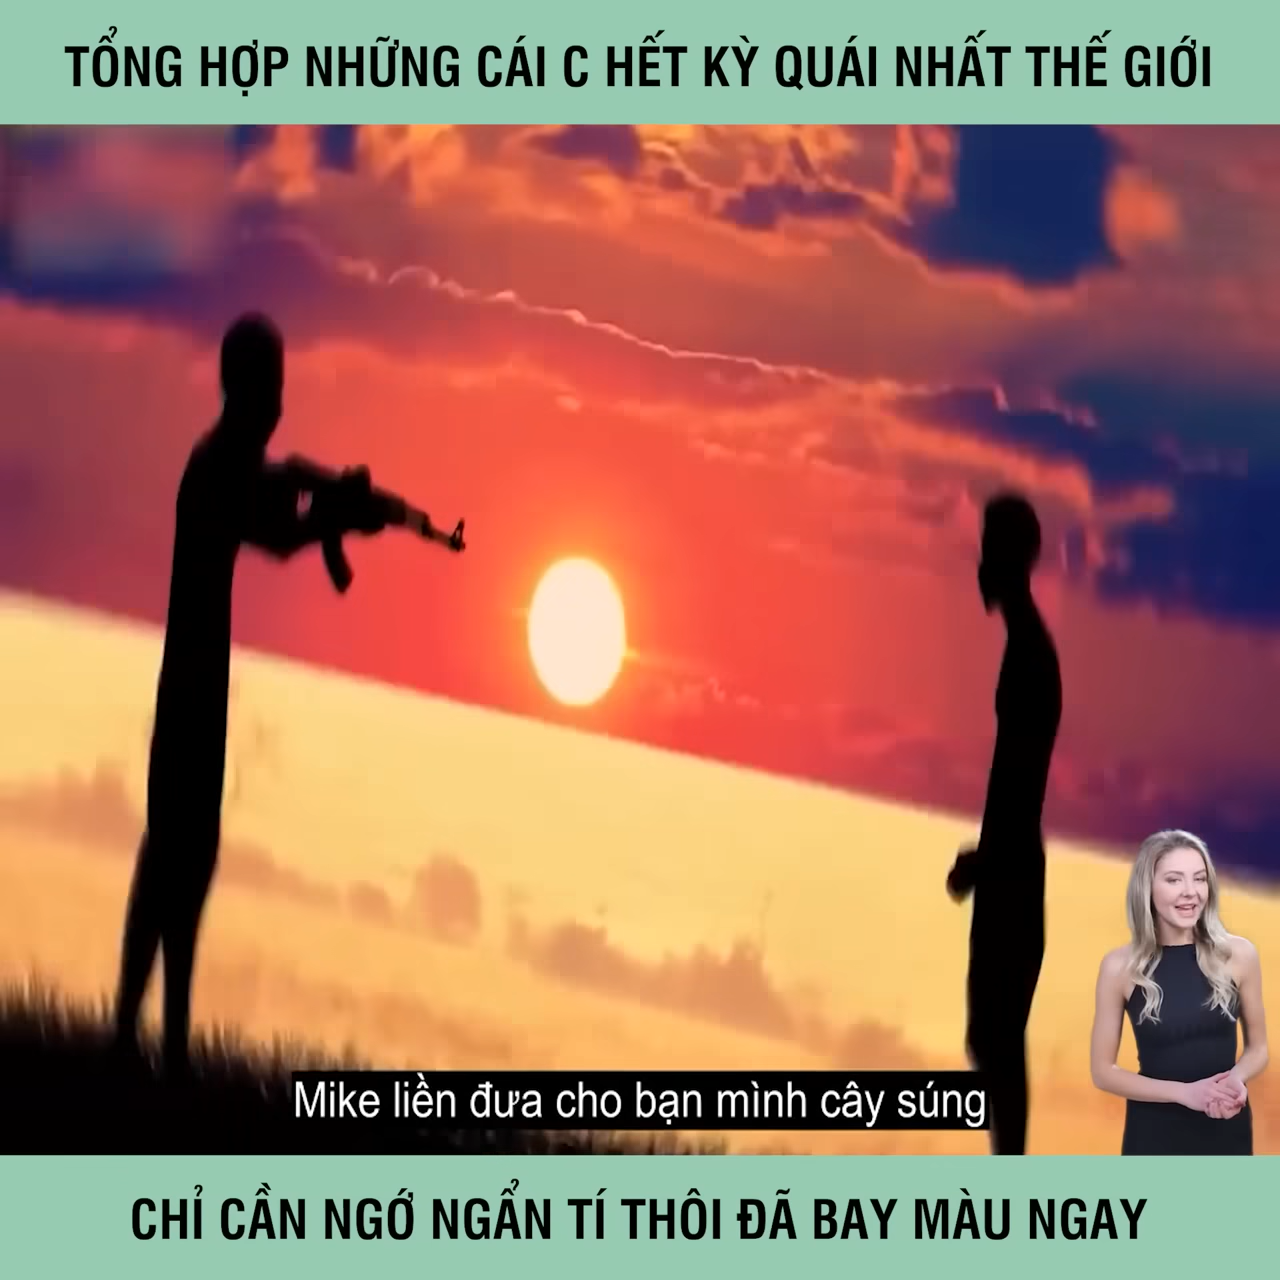 TỔNG HỢP NHỮNG CÁI C HẾT KỲ QUÁI NHẤT THẾ GIỚI
Mike liền đưa cho bạn mình cây súng
CHỈ CẦN NGỚ NGẨN TÍ THÔI ĐÃ BAY MÀU NGAY